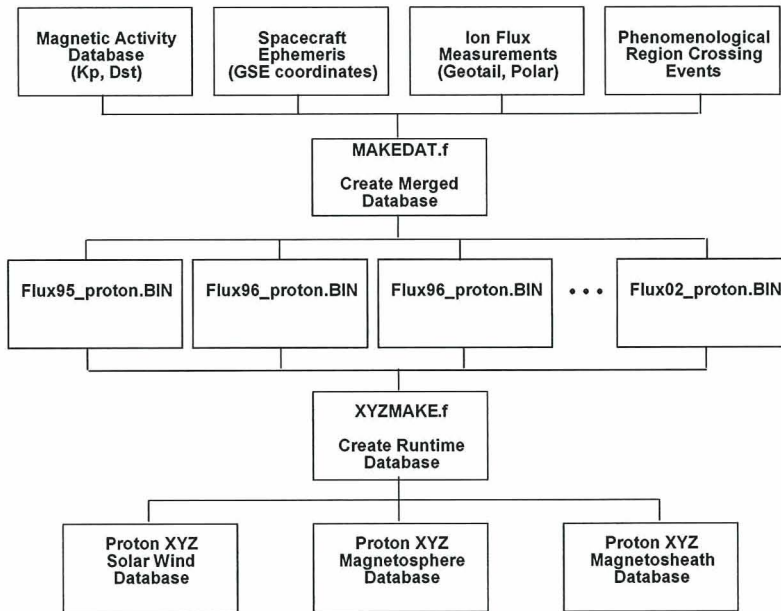 Magnetic Activity
Database
(Kp, Dst)
Spacecraft
Ephemeris
(GSE coordinates)
Ion Flux
Measurements
(Geotail, Polar)
Phenomenological
Region Crossing
Events
MAKEDAT.f
Create Merged
Database
Flux95_proton.BIN
Flux96_proton.BIN
Flux96_proton.BIN
• • •
Flux02_proton.BIN
XYZMAKE.f
Create Runtime
Database
Proton XYZ
Solar Wind
Database
Proton XYZ
Magnetosphere
Database
Proton XYZ
Magnetosheath
Database